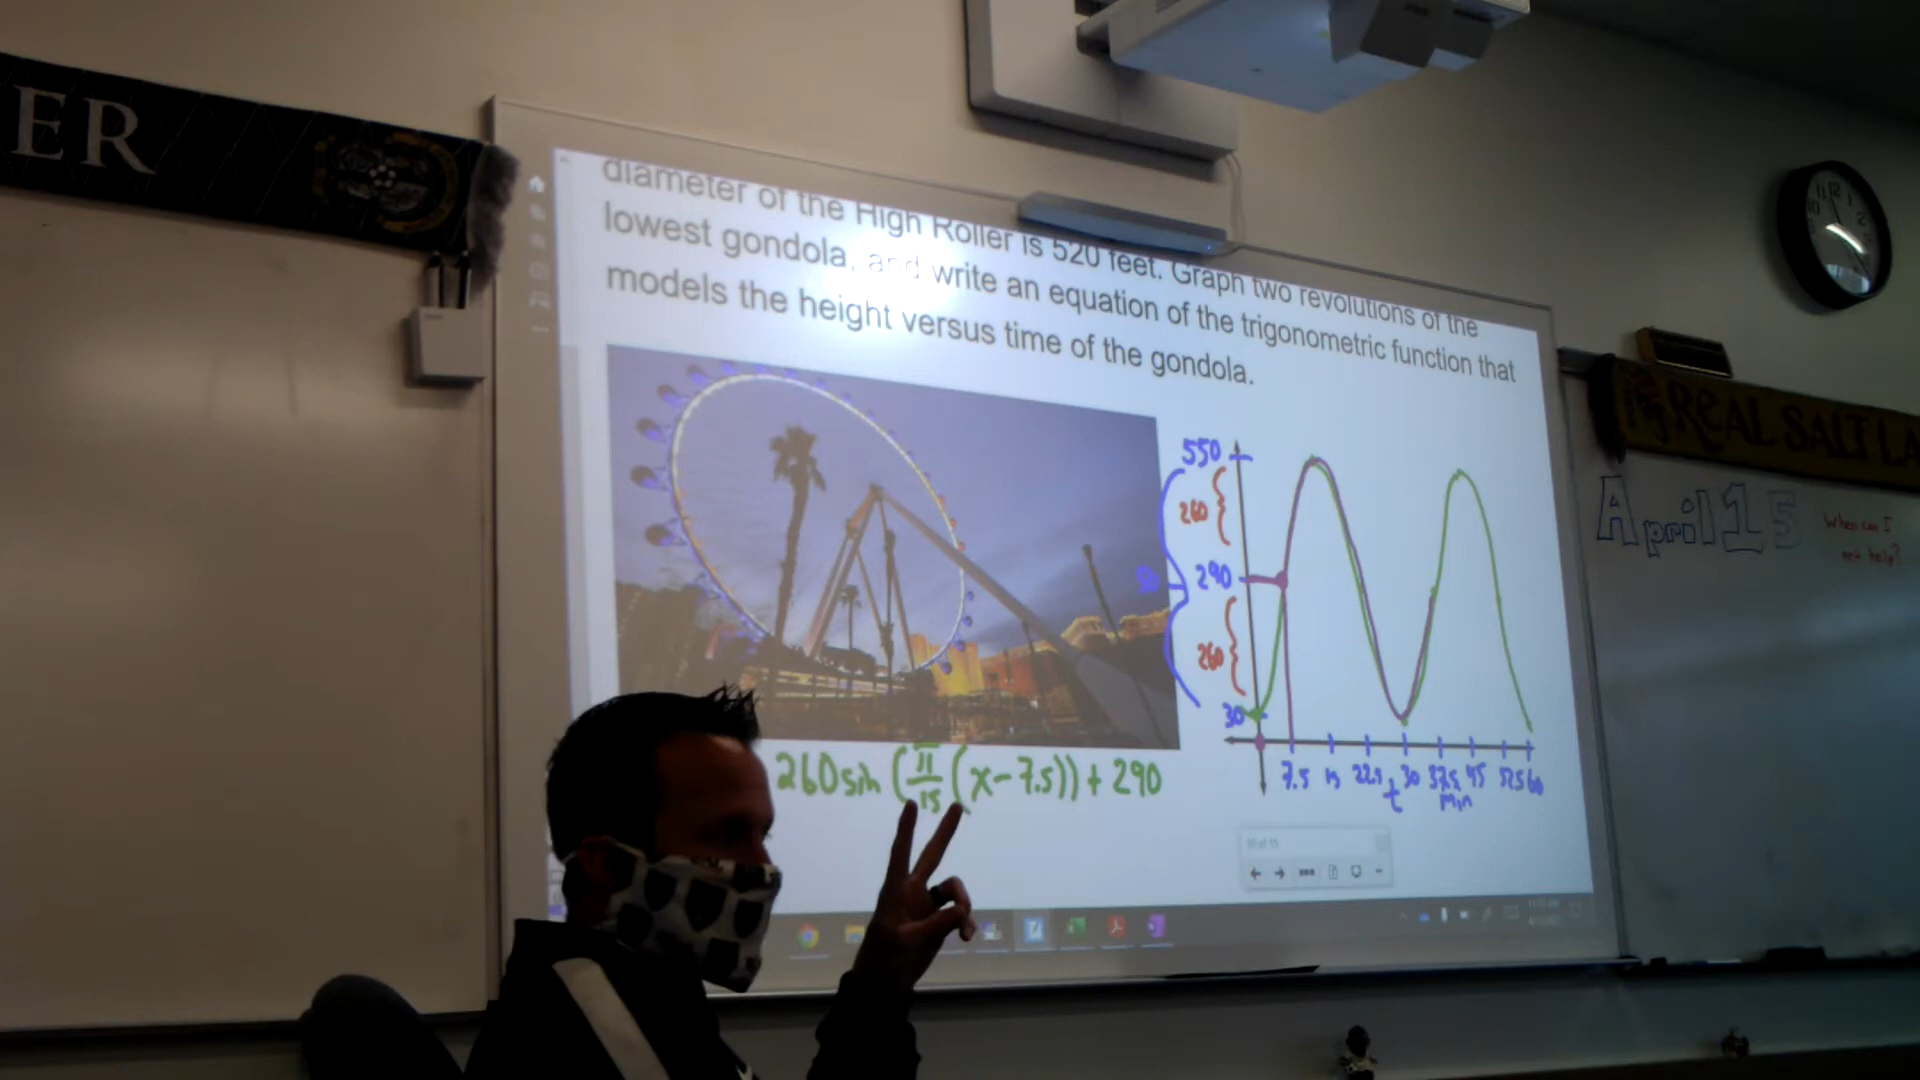 ER
diameter of the High Roller is 520 feet. Graph two revolutions of the
lowest gondola, and write an equation of the trigonometric function that
models the height versus time of the gondola.
550
260
290
260
30
7.5 15 22.5 30 37.5 45 52.5 60
t Min
260 sin (π/15 (x-7.5)) + 290
REAL SALT LA
April 15
When can I
get help?